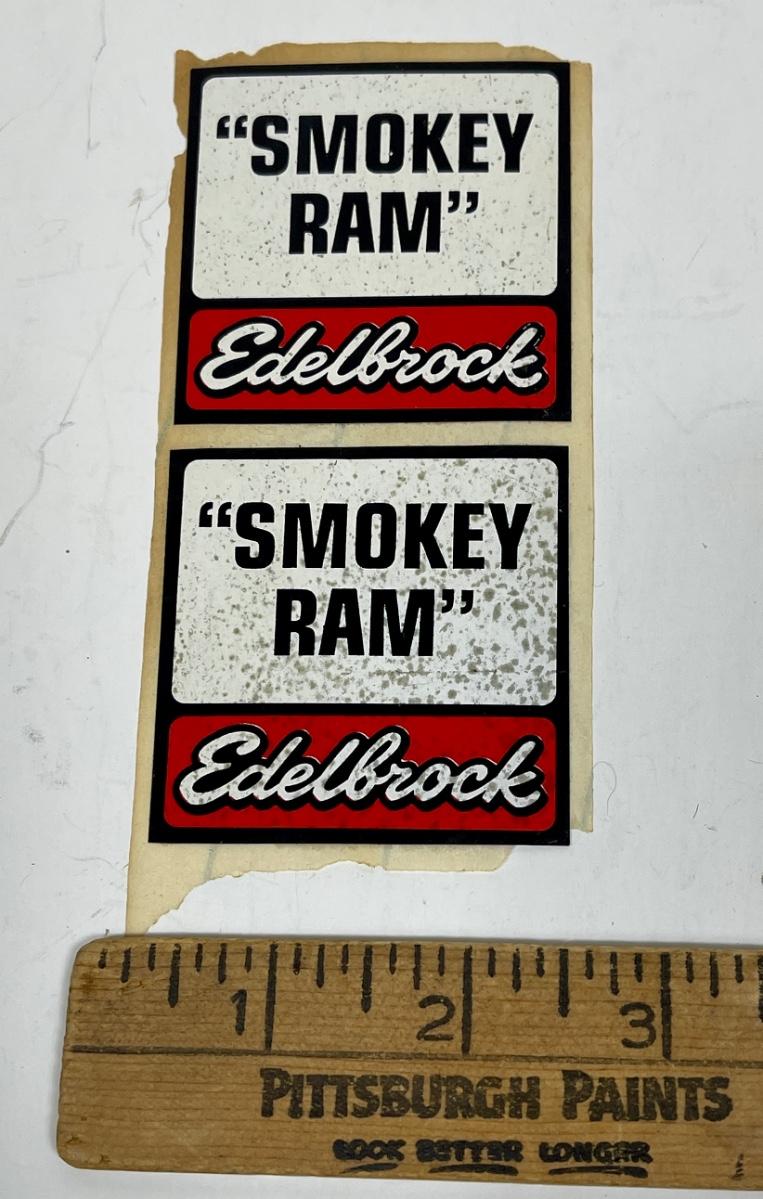 “SMOKEY
RAM”
Edelbrock
“SMOKEY
RAM”
Edelbrock
1 2 3
PITTSBURGH PAINTS
LOOK BETTER LONGER